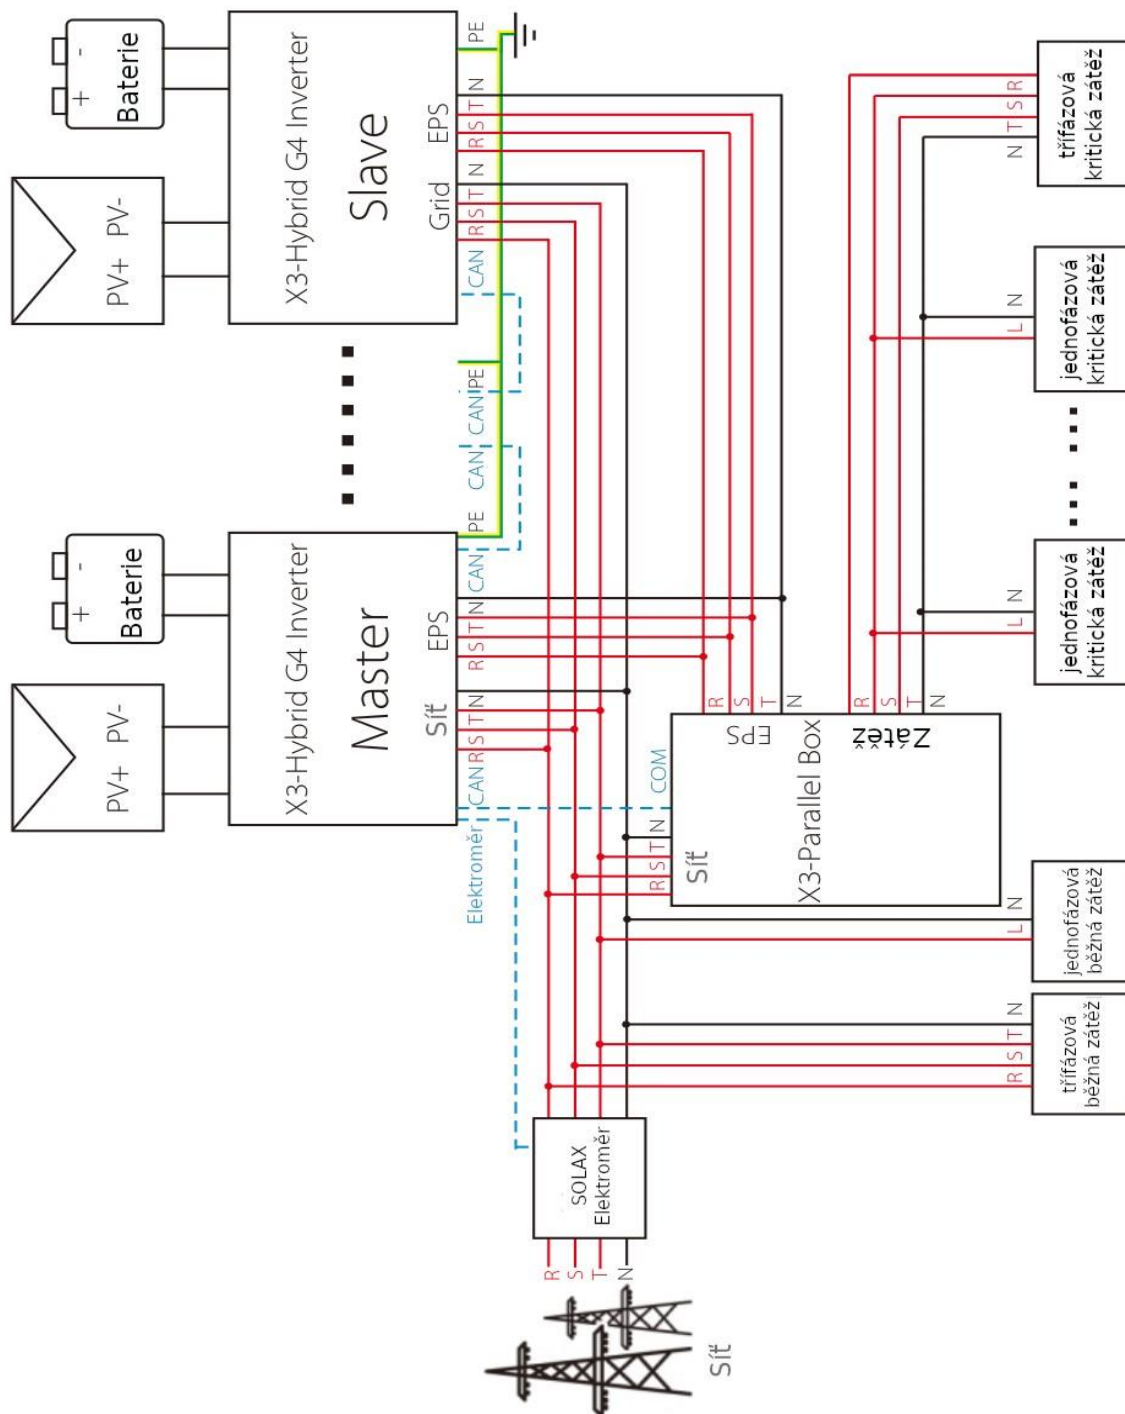 PV+ PV-
+ -
Baterie
PV+ PV-
+ -
Baterie
X3-Hybrid G4 Inverter
Master
Síť
EPS
X3-Hybrid G4 Inverter
Slave
Grid
EPS
Elektroměr
CAN
R S T N
R S T N
CAN
PE
CAN
CAN
PE
CAN
R S T N
R S T N
PE
R
S
T
N
Síť
SOLAX
Elektroměr
R S T N
Síť
COM
X3-Parallel Box
EPS
R
S
T
N
Zátěž
R
S
T
N
R S T N
třífázová
běžná zátěž
L N
jednofázová
běžná zátěž
L N
jednofázová
kritická zátěž
L N
jednofázová
kritická zátěž
N T S R
třífázová
kritická zátěž